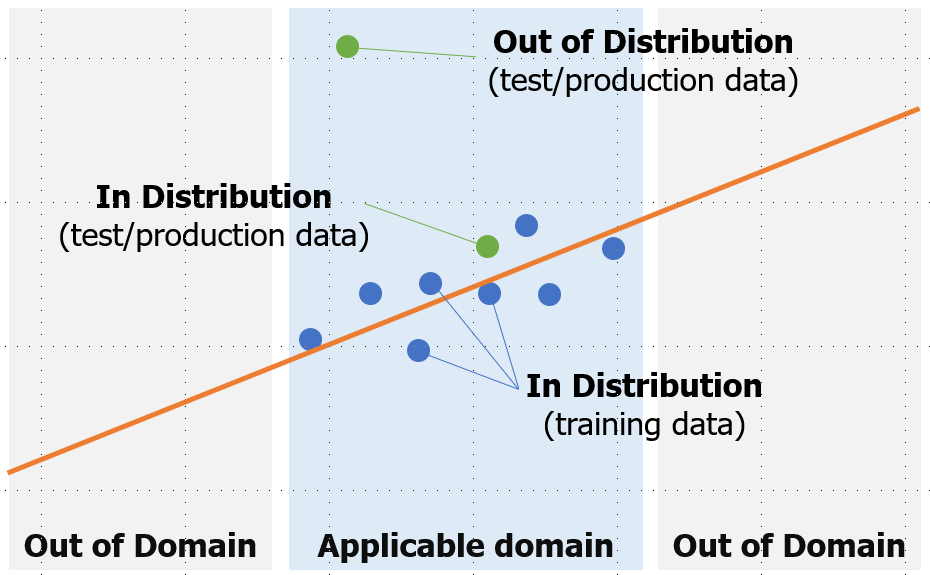 Out of Distribution
(test/production data)
In Distribution
(test/production data)
In Distribution
(training data)
Out of Domain
Applicable domain
Out of Domain